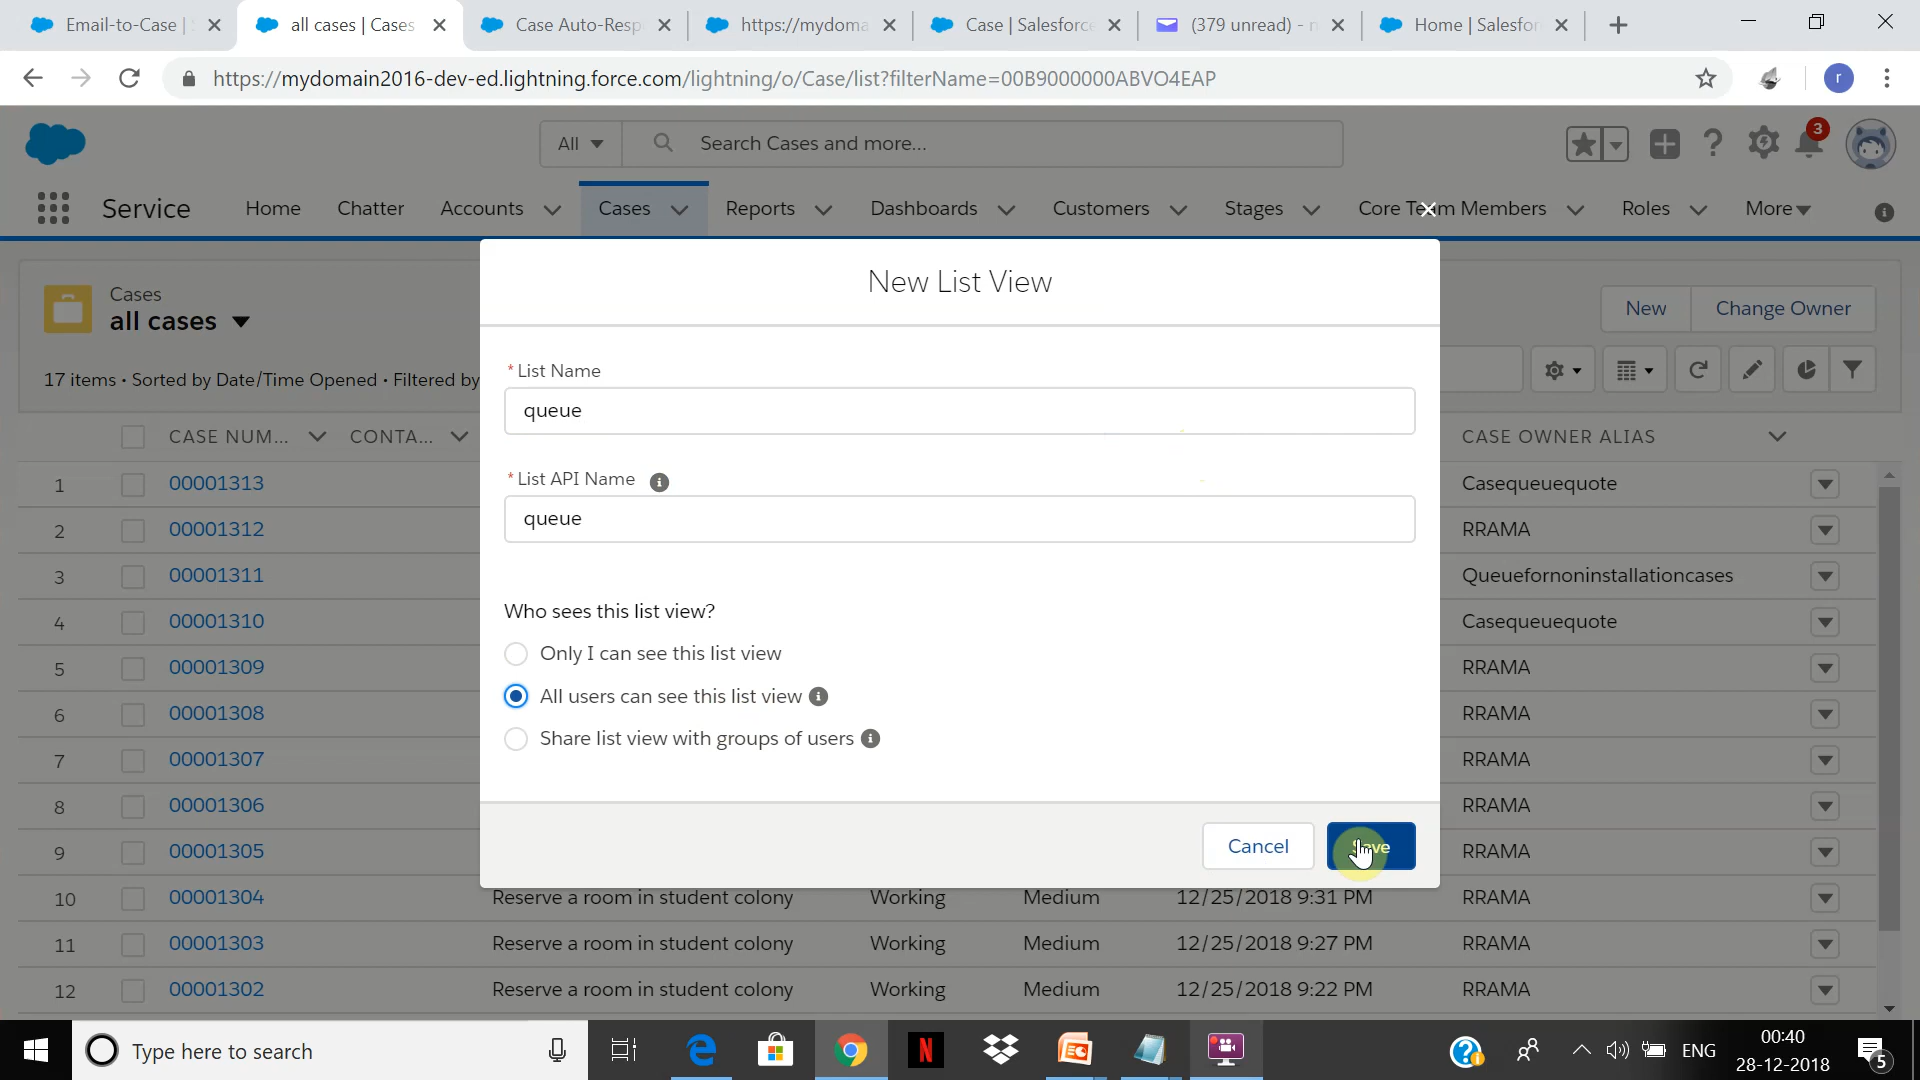 Email-to-Case | S
all cases | Cases
Case Auto-Resp
https://mydoma
Case | Salesforce
(379 unread) - n
Home | Salesfor
https://mydomain2016-dev-ed.lightning.force.com/lightning/o/Case/list?filterName=00B9000000ABVO4EAP
r
All
Search Cases and more...
3
Service
Home
Chatter
Accounts
Cases
Reports
Dashboards
Customers
Stages
Core Team Members
Roles
More
Cases
all cases
17 items • Sorted by Date/Time Opened • Filtered by
New
Change Owner
New List View
* List Name
queue
* List API Name
queue
Who sees this list view?
Only I can see this list view
All users can see this list view
Share list view with groups of users
Cancel
Save
CASE NUM...
CONTA...
CASE OWNER ALIAS
1 00001313 Casequeuequote
2 00001312 RRAMA
3 00001311 Queuefornoninstallationcases
4 00001310 Casequeuequote
5 00001309 RRAMA
6 00001308 RRAMA
7 00001307 RRAMA
8 00001306 RRAMA
9 00001305 RRAMA
10 00001304 Reserve a room in student colony Working Medium 12/25/2018 9:31 PM RRAMA
11 00001303 Reserve a room in student colony Working Medium 12/25/2018 9:27 PM RRAMA
12 00001302 Reserve a room in student colony Working Medium 12/25/2018 9:22 PM RRAMA
Type here to search
N
ENG
00:40
28-12-2018
5